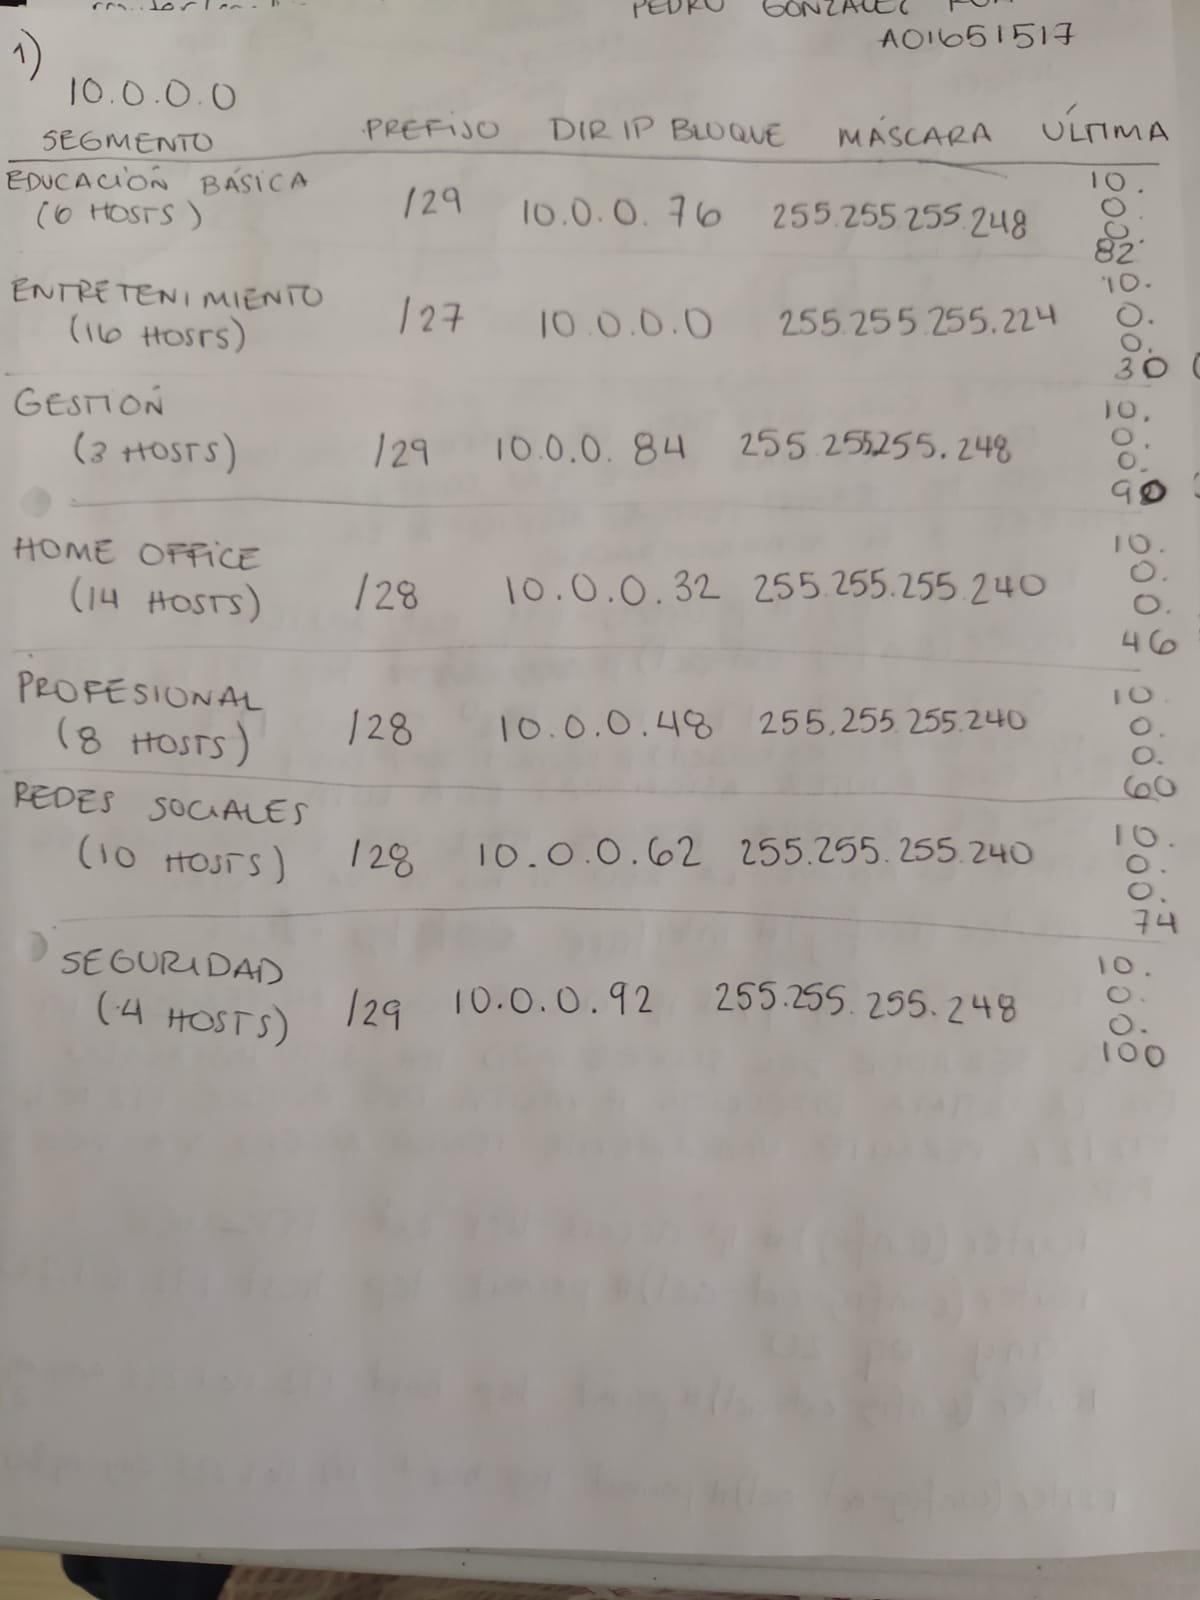 PEDRO GONZALEZ
A01651517
1)
10.0.0.0
SEGMENTO PREFIJO DIR IP BLOQUE MÁSCARA ÚLTIMA
EDUCACIÓN BÁSICA
(6 HOSTS) /29 10.0.0.76 255.255.255.248 10.0.0.82
ENTRETENIMIENTO
(16 HOSTS) /27 10.0.0.0 255.255.255.224 10.0.0.30
GESTIÓN
(3 HOSTS) /29 10.0.0.84 255.255.255.248 10.0.0.90
HOME OFFICE
(14 HOSTS) /28 10.0.0.32 255.255.255.240 10.0.0.46
PROFESIONAL
(8 HOSTS) /28 10.0.0.48 255.255.255.240 10.0.0.60
REDES SOCIALES
(10 HOSTS) /28 10.0.0.62 255.255.255.240 10.0.0.74
SEGURIDAD
(4 HOSTS) /29 10.0.0.92 255.255.255.248 10.0.0.100